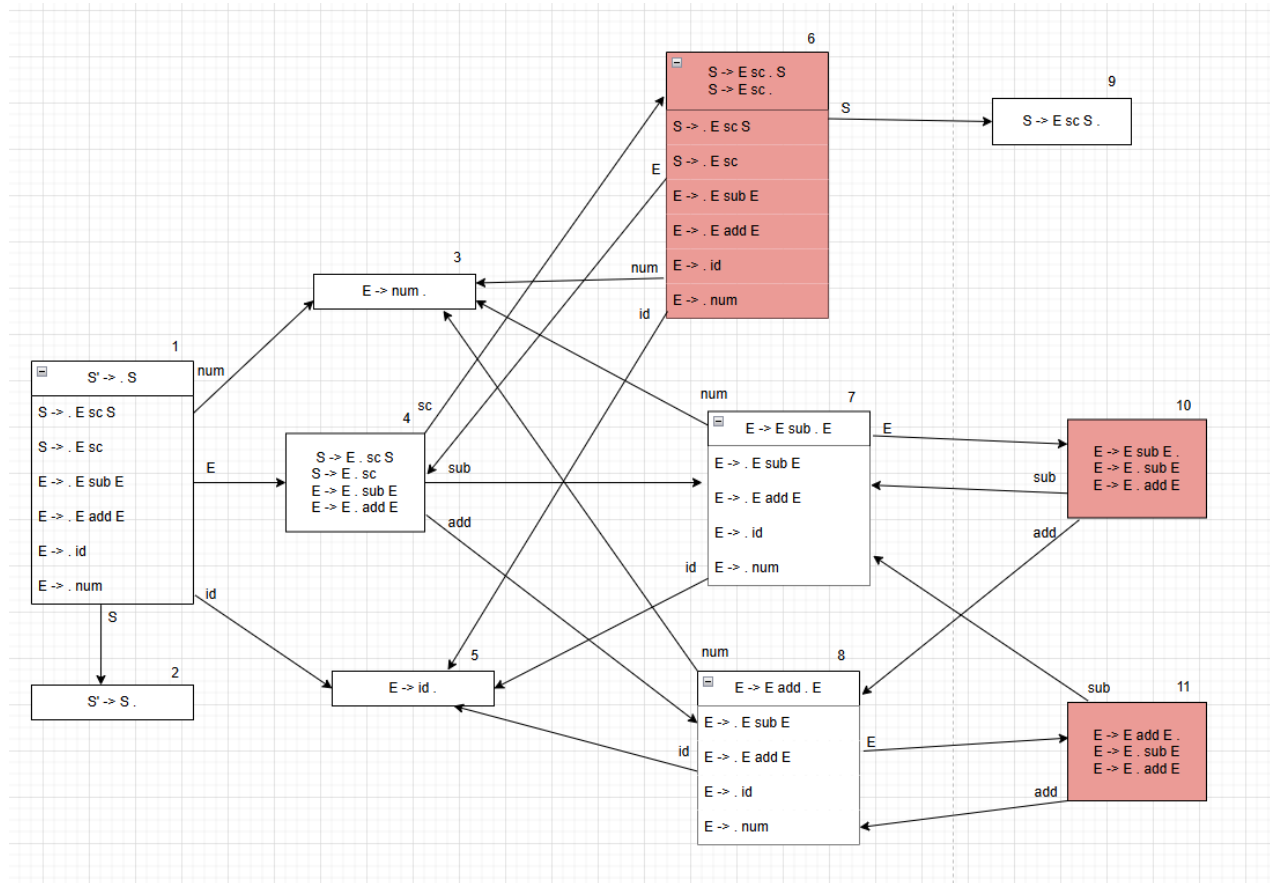 6
S -> E sc . S
S -> E sc .
S -> . E sc S
S -> . E sc
E -> . E sub E
E -> . E add E
E -> . id
E -> . num
S
9
S -> E sc S .
E
num
id
3
E -> num .
1
S' -> . S
S -> . E sc S
S -> . E sc
E -> . E sub E
E -> . E add E
E -> . id
E -> . num
num
E
id
S
2
S' -> S .
sc
4
S -> E . sc S
S -> E . sc
E -> E . sub E
E -> E . add E
sub
add
5
E -> id .
num
7
E -> E sub . E
E -> . E sub E
E -> . E add E
E -> . id
E -> . num
id
E
sub
add
10
E -> E sub E .
E -> E . sub E
E -> E . add E
num
8
E -> E add . E
E -> . E sub E
E -> . E add E
E -> . id
E -> . num
id
E
sub
add
11
E -> E add E .
E -> E . sub E
E -> E . add E